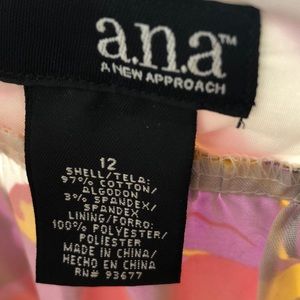 a.n.a™
A NEW APPROACH
12
SHELL/TELA:
97% COTTON/
ALGODON
3% SPANDEX/
SPANDEX
LINING/FORRO:
100% POLYESTER/
POLIESTER
MADE IN CHINA/
HECHO EN CHINA
RN# 93677